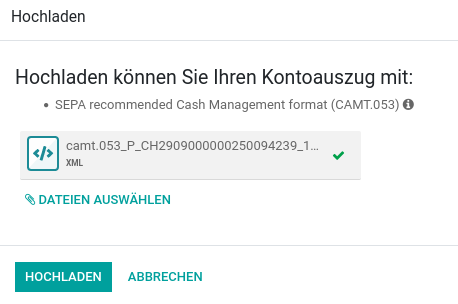 Hochladen
Hochladen können Sie Ihren Kontoauszug mit:
• SEPA recommended Cash Management format (CAMT.053)
camt.053_P_CH2909000000250094239_1...
XML
DATEIEN AUSWÄHLEN
HOCHLADEN ABBRECHEN